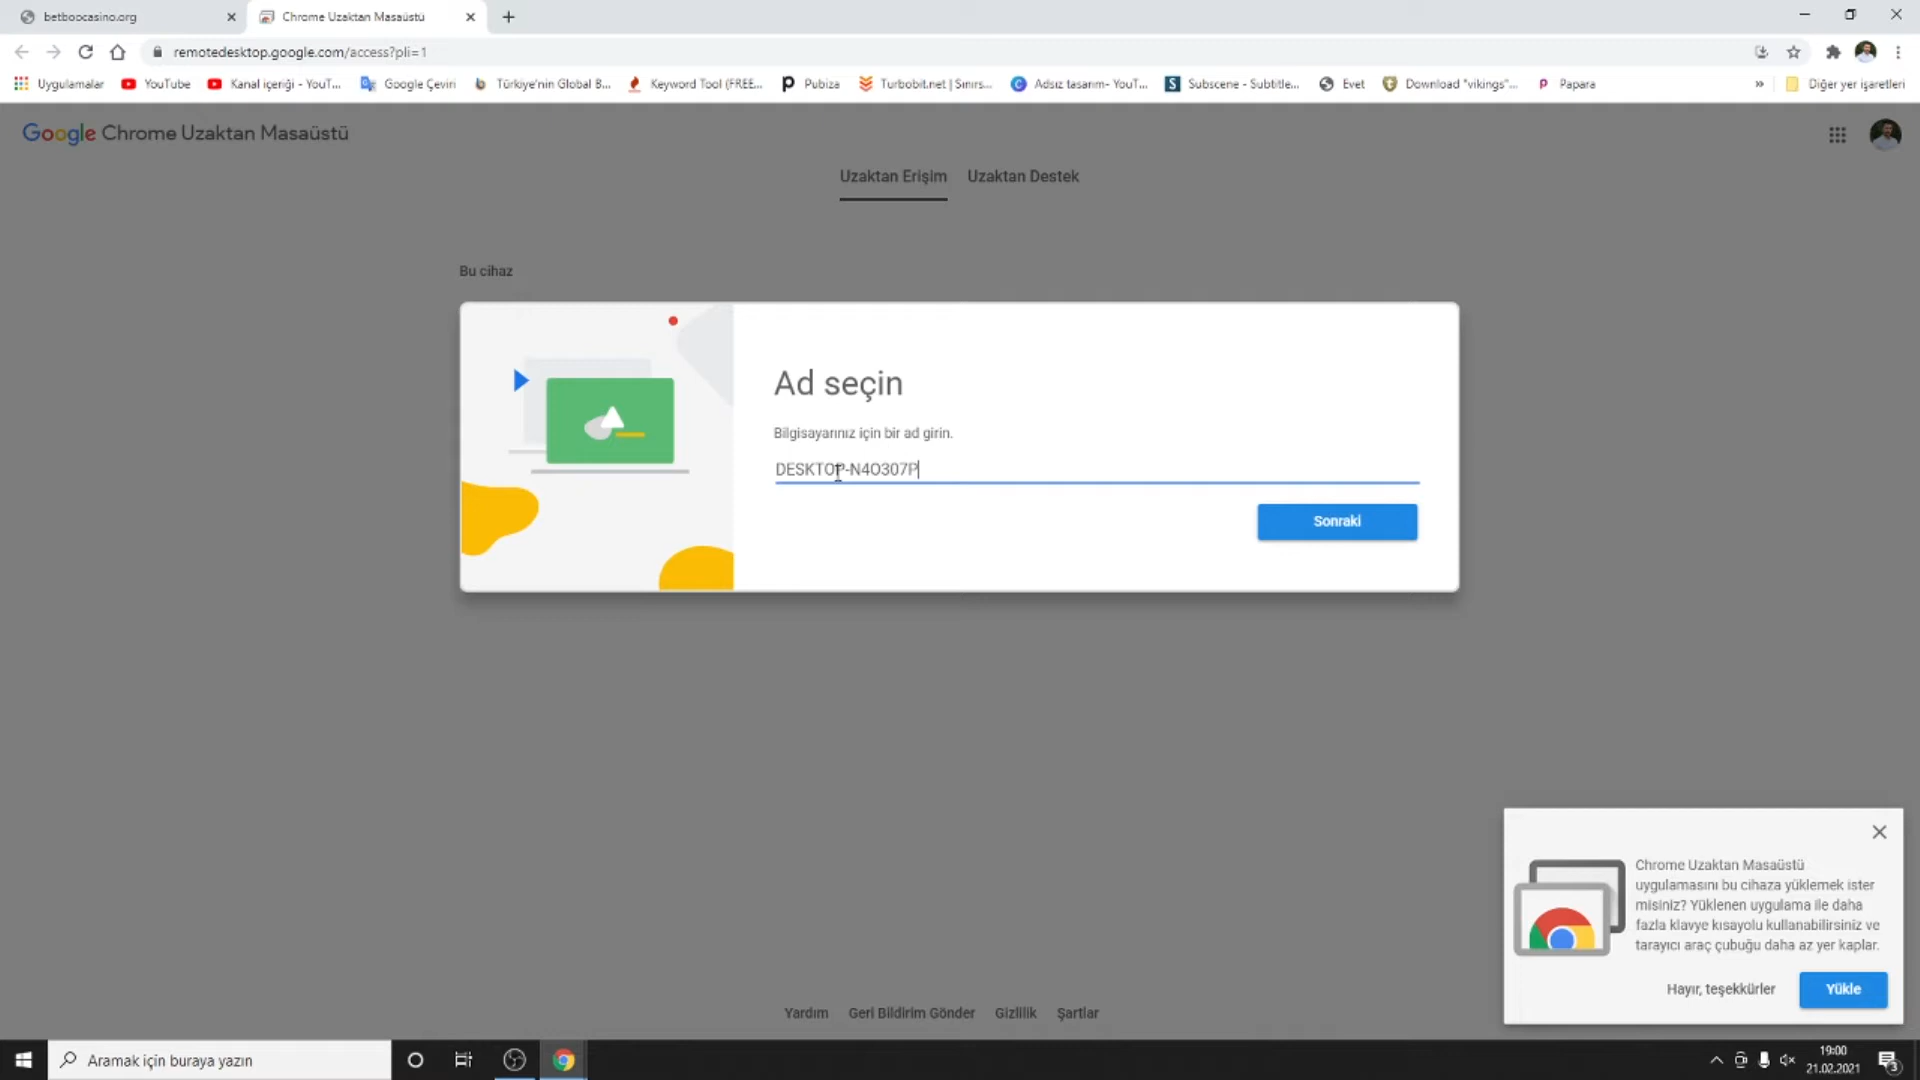 betboocasino.org
Chrome Uzaktan Masaüstü
remotedesktop.google.com/access?pli=1
Uygulamalar
YouTube
Kanal içeriği - YouT...
Google Çeviri
Türkiye'nin Global B...
Keyword Tool (FREE...
Pubiza
Turbobit.net | Sınırs...
Adsız tasarım- YouT...
Subscene - Subtitle...
Evet
Download "vikings"...
Papara
»
Diğer yer işaretleri
Google Chrome Uzaktan Masaüstü
Uzaktan Erişim
Uzaktan Destek
Bu cihaz
Ad seçin
Bilgisayarınız için bir ad girin.
DESKTOP-N4O307P
Sonraki
Chrome Uzaktan Masaüstü
uygulamasını bu cihaza yüklemek ister
misiniz? Yüklenen uygulama ile daha
fazla klavye kısayolu kullanabilirsiniz ve
tarayıcı araç çubuğu daha az yer kaplar.
Hayır, teşekkürler
Yükle
Yardım
Geri Bildirim Gönder
Gizlilik
Şartlar
Aramak için buraya yazın
19:00
21.02.2021
3